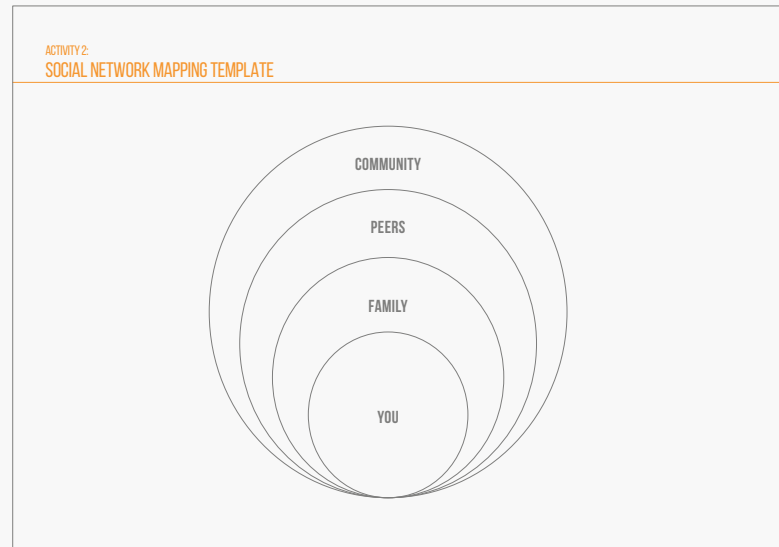 ACTIVITY 2:
SOCIAL NETWORK MAPPING TEMPLATE
COMMUNITY
PEERS
FAMILY
YOU